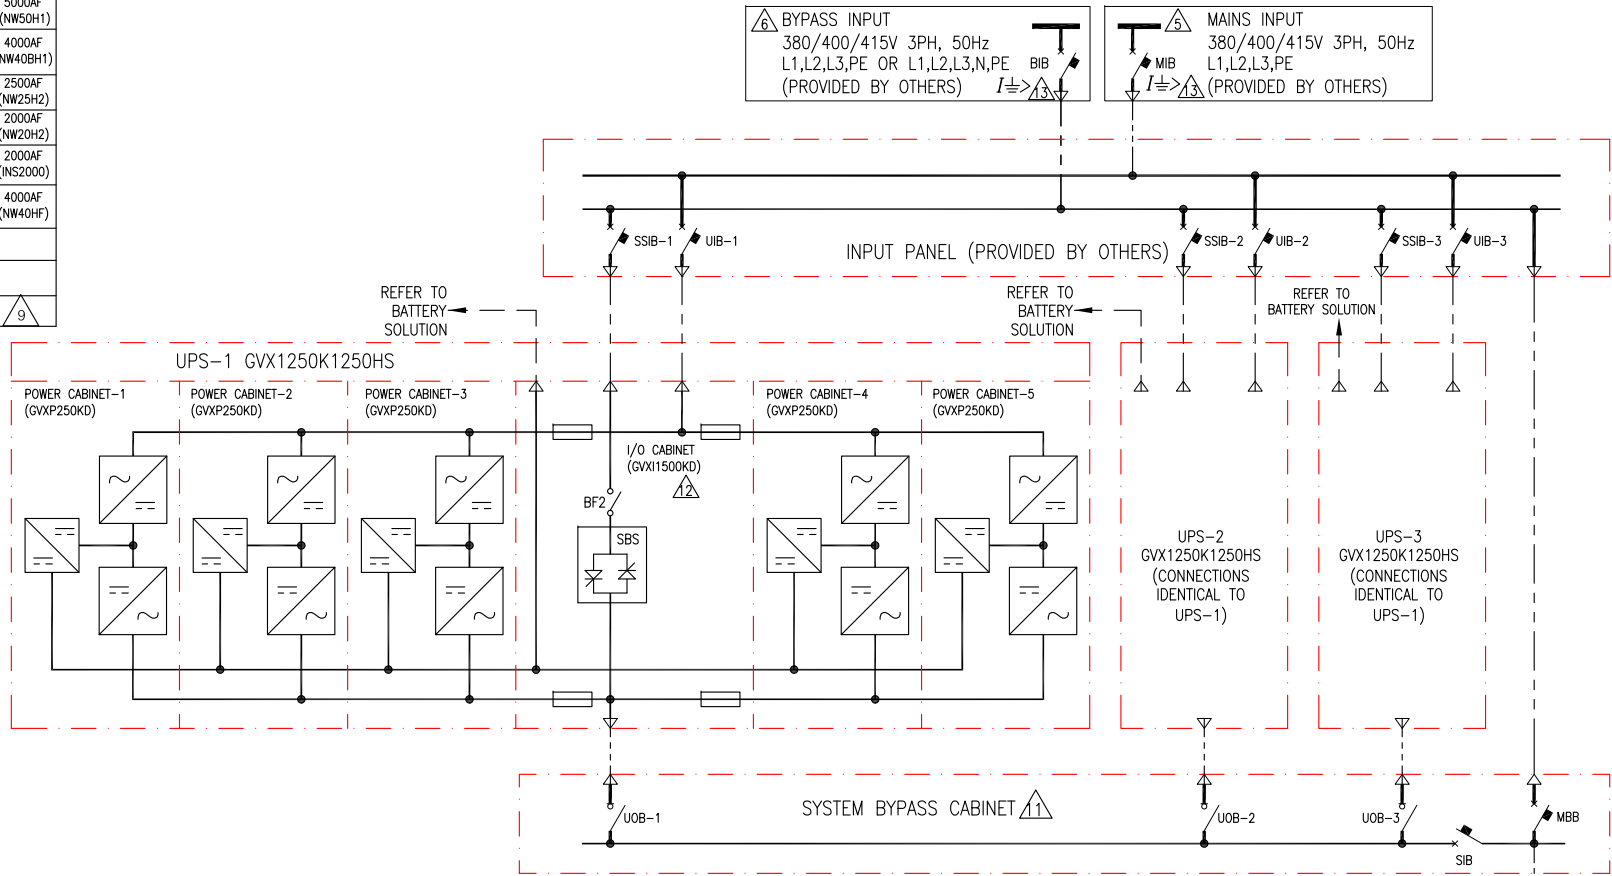 5000AF
(NW50H1)
4000AF
NW40BH1)
2500AF
(NW25H2)
2000AF
(NW20H2)
2000AF
(INS2000)
4000AF
(NW40HF)
9
6 BYPASS INPUT
380/400/415V 3PH, 50Hz
L1,L2,L3,PE OR L1,L2,L3,N,PE
(PROVIDED BY OTHERS)
BIB
I⏚> 13
5 MAINS INPUT
380/400/415V 3PH, 50Hz
L1,L2,L3,PE
(PROVIDED BY OTHERS)
MIB
I⏚> 13
SSIB-1
UIB-1
INPUT PANEL (PROVIDED BY OTHERS)
SSIB-2
UIB-2
SSIB-3
UIB-3
REFER TO
BATTERY
SOLUTION
REFER TO
BATTERY
SOLUTION
REFER TO
BATTERY SOLUTION
UPS-1 GVX1250K1250HS
POWER CABINET-1
(GVXP250KD)
POWER CABINET-2
(GVXP250KD)
POWER CABINET-3
(GVXP250KD)
POWER CABINET-4
(GVXP250KD)
POWER CABINET-5
(GVXP250KD)
I/O CABINET
(GVXI1500KD)
12
BF2
SBS
UPS-2
GVX1250K1250HS
(CONNECTIONS
IDENTICAL TO
UPS-1)
UPS-3
GVX1250K1250HS
(CONNECTIONS
IDENTICAL TO
UPS-1)
SYSTEM BYPASS CABINET 11
UOB-1
UOB-2
UOB-3
MBB
SIB